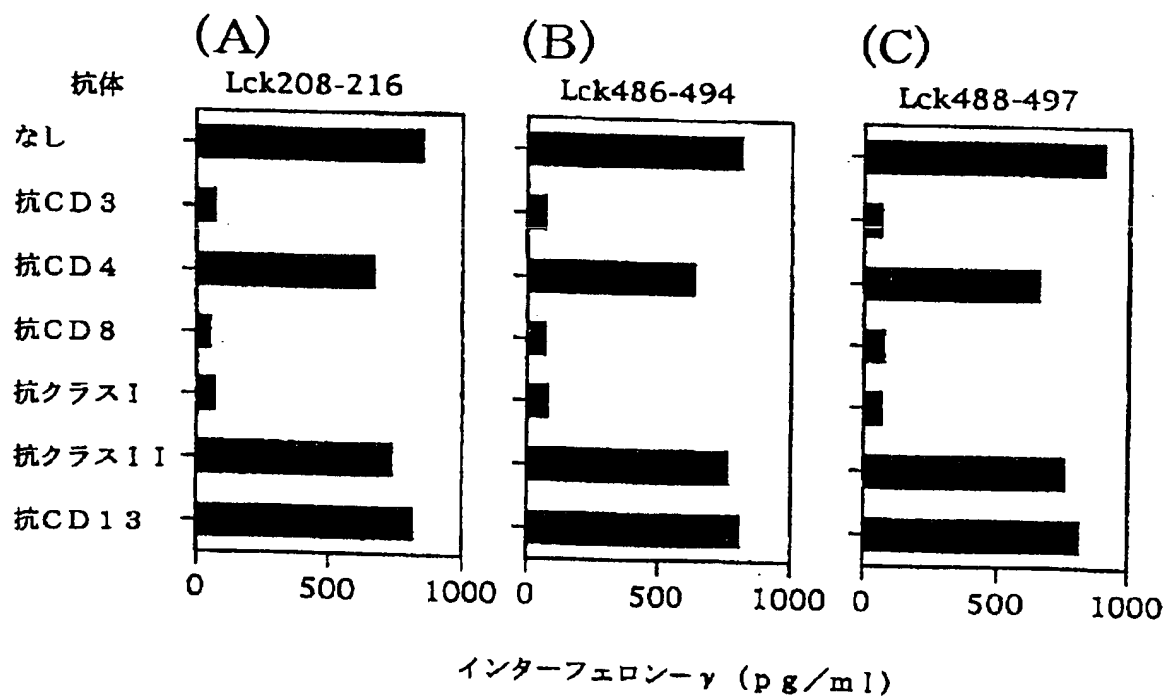 (A) (B) (C)
抗体 Lck208-216 Lck486-494 Lck488-497
なし
抗CD3
抗CD4
抗CD8
抗クラスI
抗クラスII
抗CD13
0 500 1000 0 500 1000 0 500 1000
インターフェロン-γ (pg/ml)